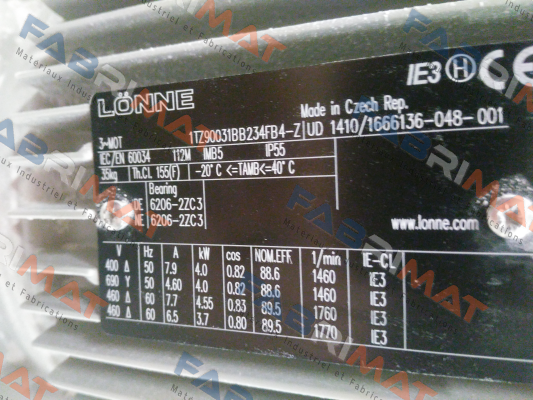 LÖNNE
IE3 H CE
Made in Czech Rep.
3~MOT 1TZ90031BB234FB4-Z UD 1410/1666136-048-001
IEC/EN 60034 112M IMB5 IP55
35kg Th.CL 155(F) -20°C <=TAMB<=40°C
Bearing
DE 6206-2ZC3
NE 6206-2ZC3
www.lonne.com
V Hz A kW cos NOM.EFF 1/min IE-CL
400 Δ 50 7.9 4.0 0.82 88.6 1460 IE3
690 Y 50 4.60 4.0 0.82 88.6 1460 IE3
460 Δ 60 7.7 4.55 0.83 89.5 1760 IE3
460 Δ 60 6.5 3.7 0.80 89.5 1770 IE3
FABRIMAT
Materiaux Industriel et Fabrications